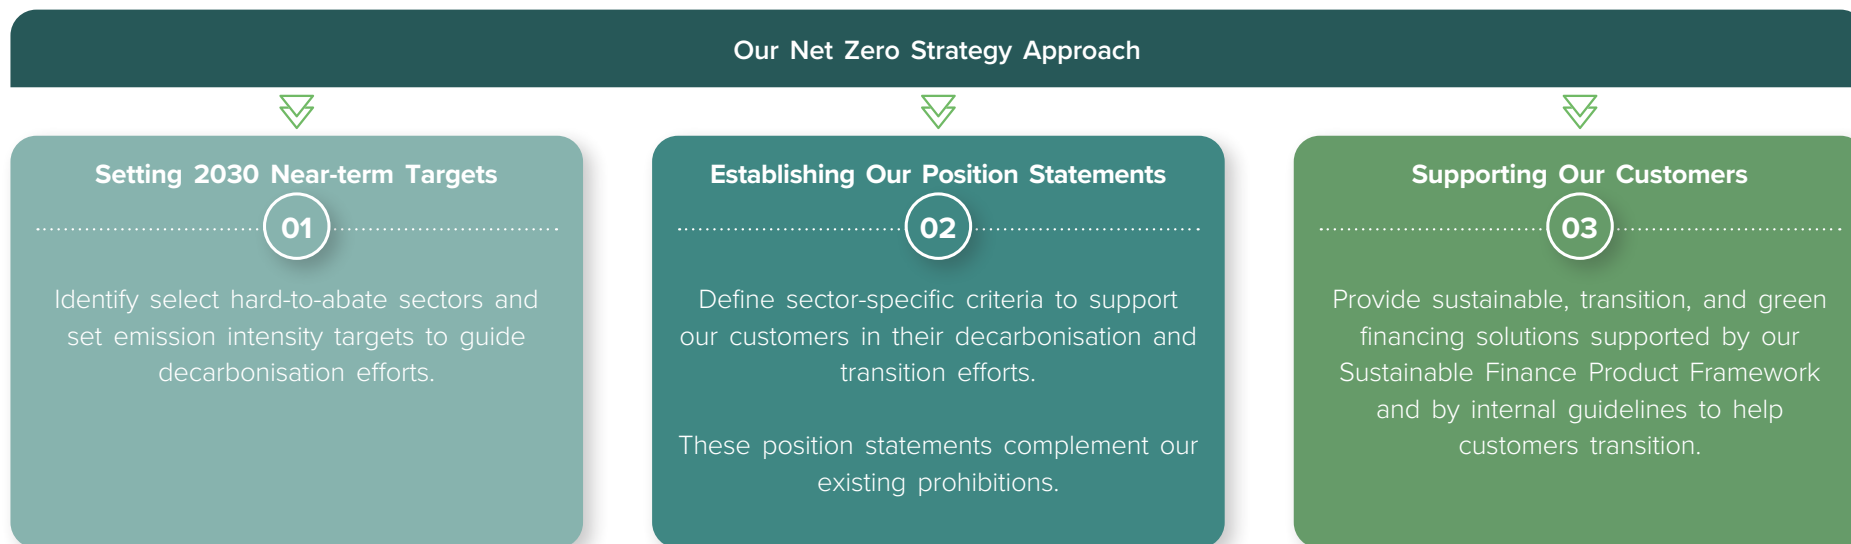 Our Net Zero Strategy Approach
Setting 2030 Near-term Targets
01
Identify select hard-to-abate sectors and
set emission intensity targets to guide
decarbonisation efforts.
Establishing Our Position Statements
02
Define sector-specific criteria to support
our customers in their decarbonisation and
transition efforts.
These position statements complement our
existing prohibitions.
Supporting Our Customers
03
Provide sustainable, transition, and green
financing solutions supported by our
Sustainable Finance Product Framework
and by internal guidelines to help
customers transition.